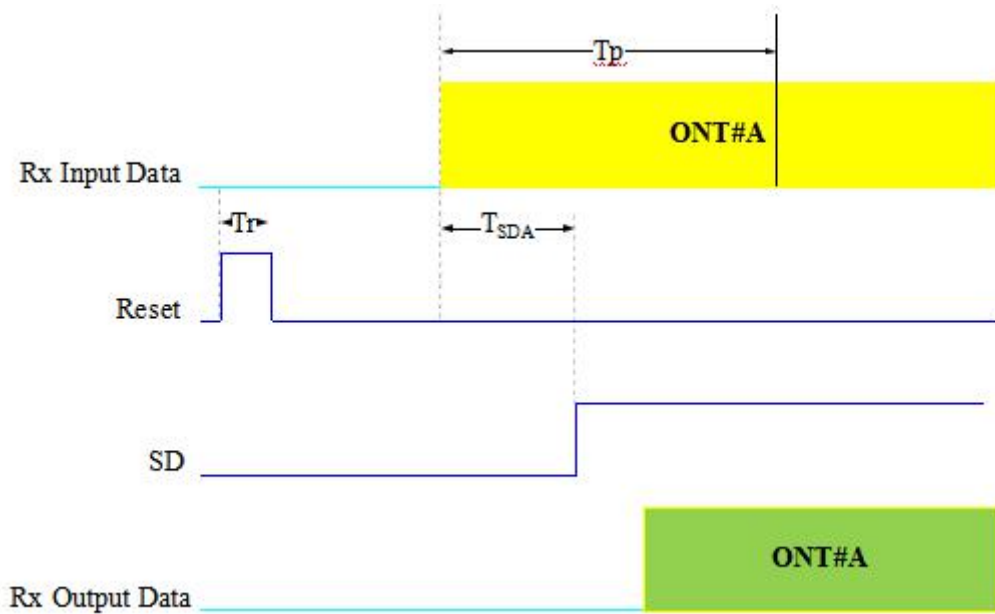 Tp
ONT#A
Rx Input Data
Tr
TSDA
Reset
SD
ONT#A
Rx Output Data